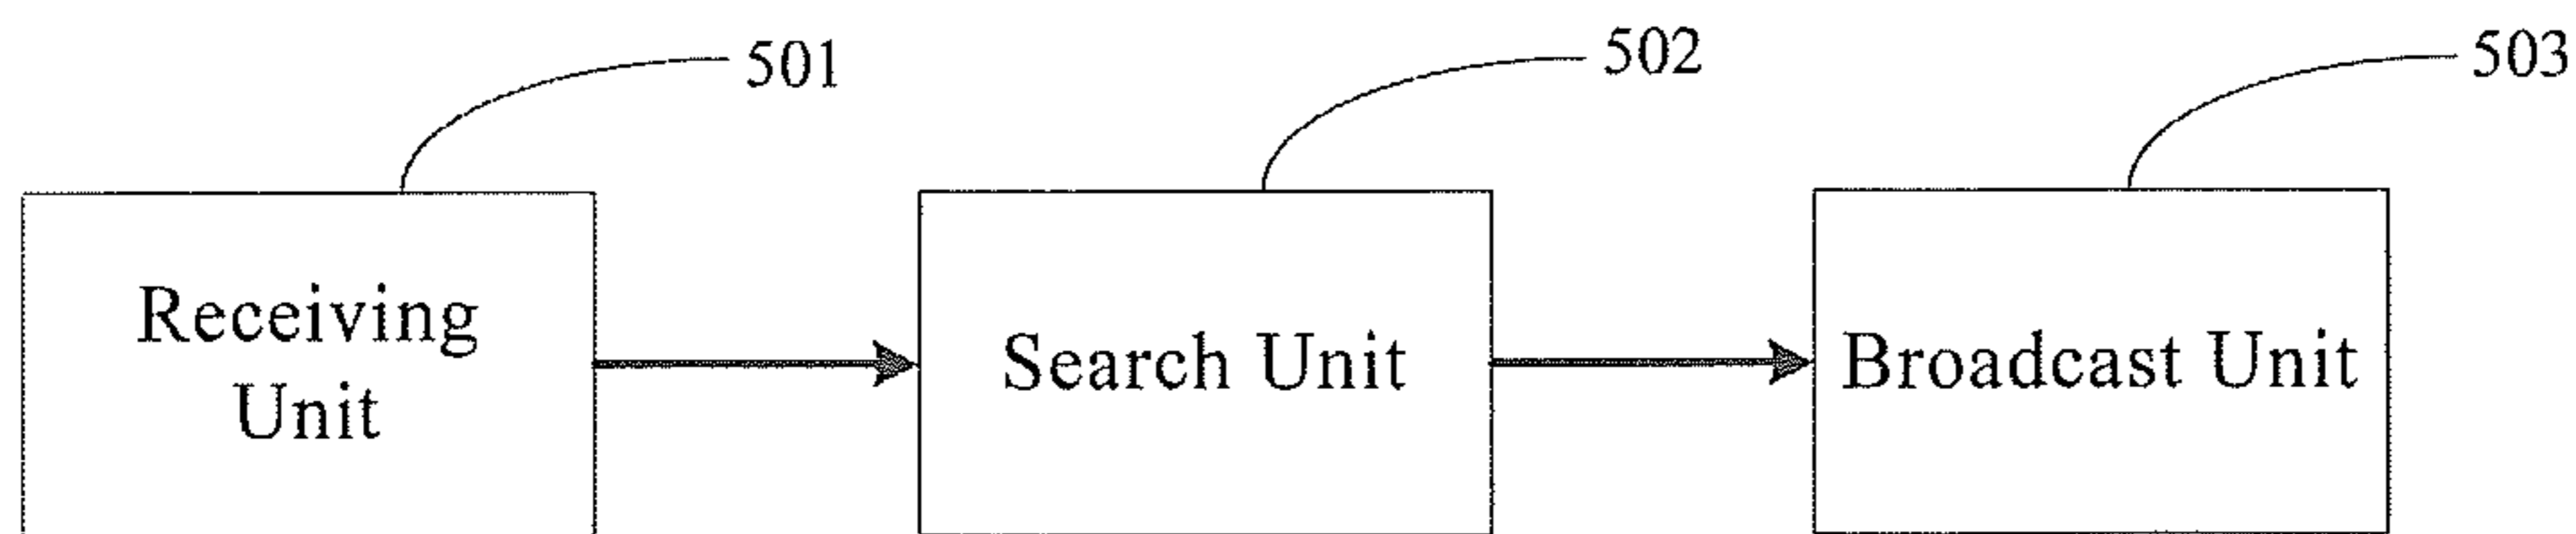 501
502
503
Receiving
Unit
Search Unit
Broadcast Unit